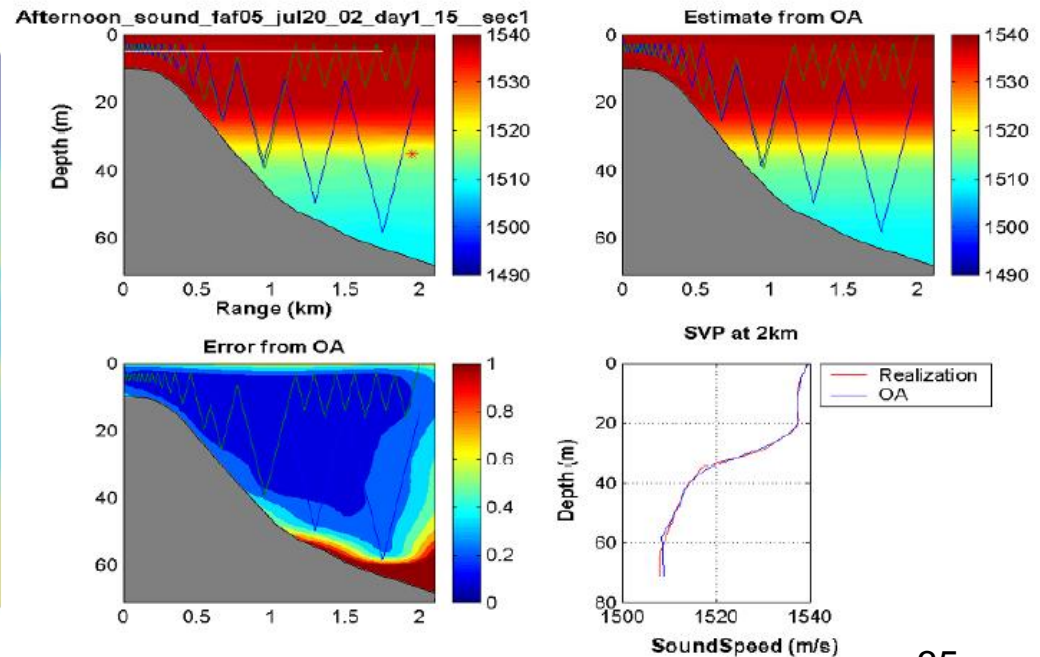 Afternoon_sound_faf05_jul20_02_day1_15__sec1
0
20
40
60
Depth (m)
0 0.5 1 1.5 2
Range (km)
1540
1530
1520
1510
1500
1490
Estimate from OA
0
20
40
60
0 0.5 1 1.5 2
1540
1530
1520
1510
1500
1490
Error from OA
0
20
40
60
0 0.5 1 1.5 2
1
0.8
0.6
0.4
0.2
0
SVP at 2km
0
20
40
60
80
Depth (m)
1500 1520 1540
SoundSpeed (m/s)
Realization
OA